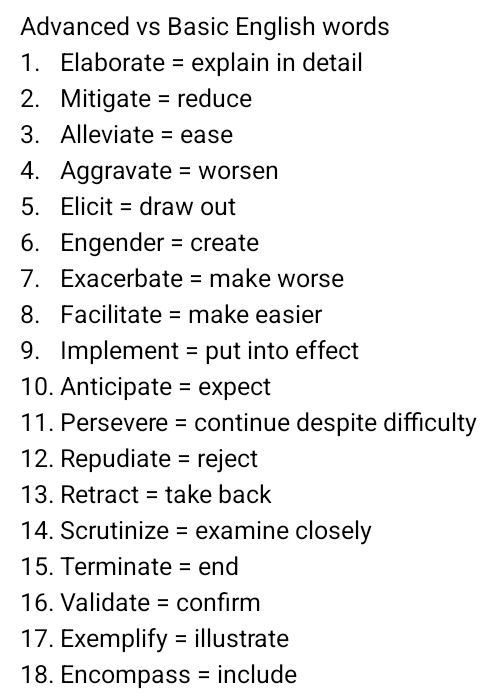 Advanced vs Basic English words
1. Elaborate = explain in detail
2. Mitigate = reduce
3. Alleviate = ease
4. Aggravate = worsen
5. Elicit = draw out
6. Engender = create
7. Exacerbate = make worse
8. Facilitate = make easier
9. Implement = put into effect
10. Anticipate = expect
11. Persevere = continue despite difficulty
12. Repudiate = reject
13. Retract = take back
14. Scrutinize = examine closely
15. Terminate = end
16. Validate = confirm
17. Exemplify = illustrate
18. Encompass = include